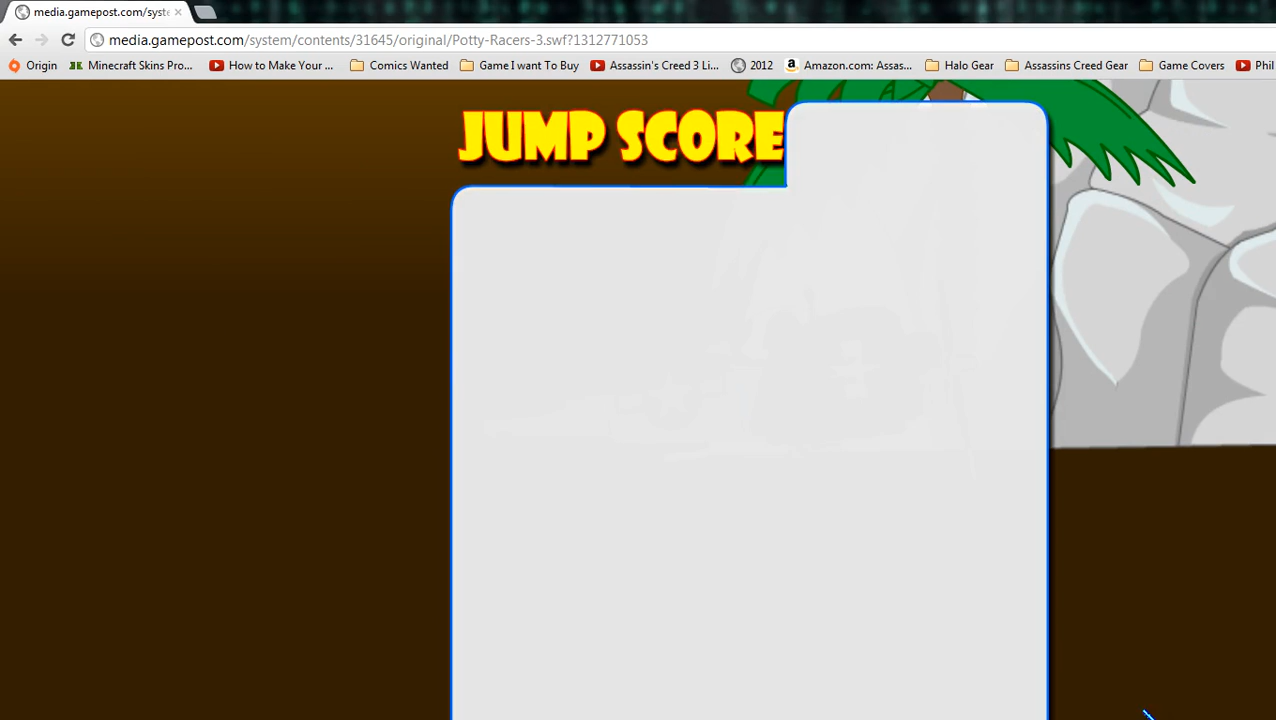 media.gamepost.com/syste
media.gamepost.com/system/contents/31645/original/Potty-Racers-3.swf?1312771053
Origin Minecraft Skins Pro... How to Make Your ... Comics Wanted Game I want To Buy Assassin's Creed 3 Li... 2012 Amazon.com: Assas... Halo Gear Assassins Creed Gear Game Covers Phil
JUMP SCORE